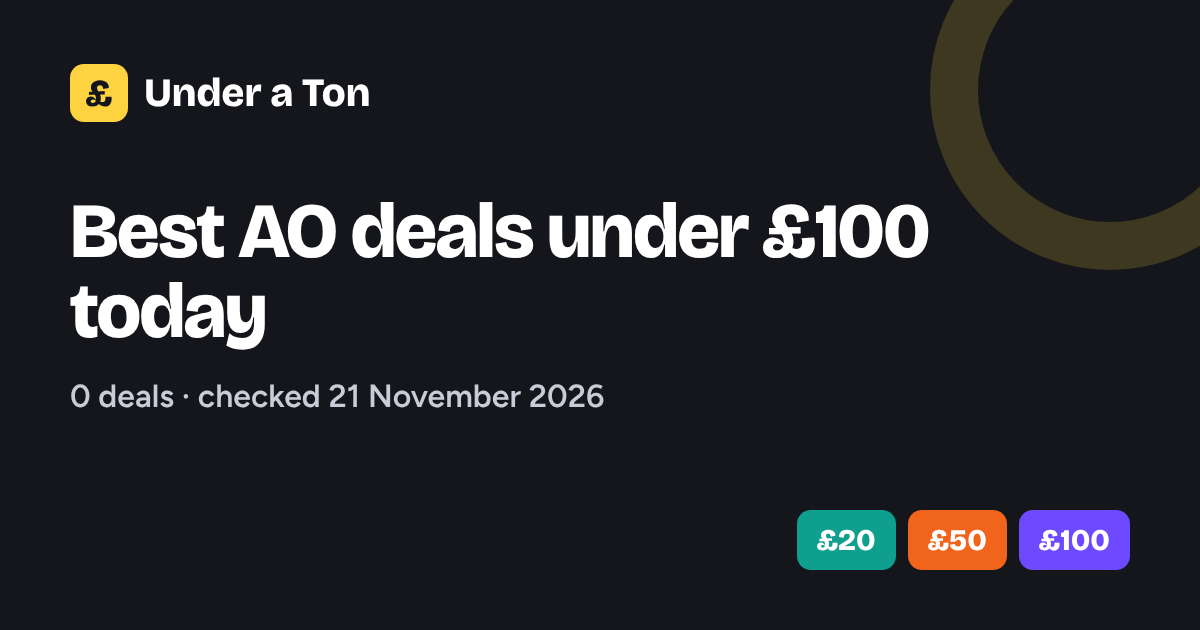 £ Under a Ton
Best AO deals under £100
today
0 deals · checked 21 November 2026
£20 £50 £100